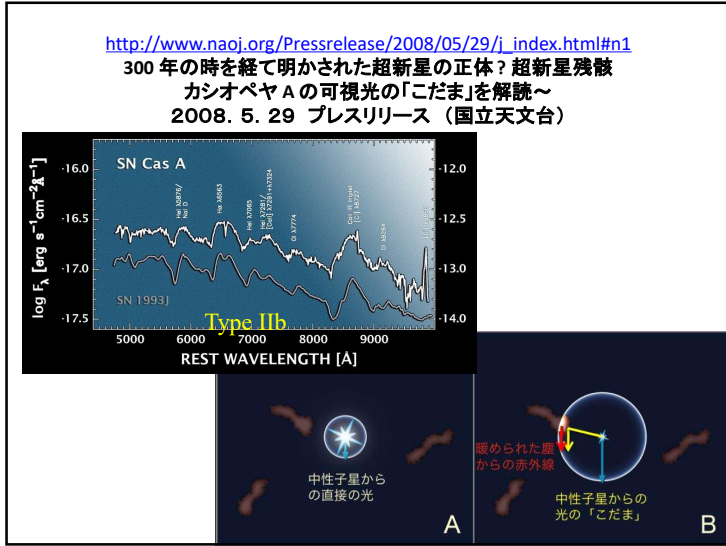 http://www.naoj.org/Pressrelease/2008/05/29/j_index.html#n1
300 年の時を経て明かされた超新星の正体? 超新星残骸
カシオペヤ A の可視光の「こだま」を解読～
２００８．５．２９ プレスリリース （国立天文台）
SN Cas A
-16.0
-16.5
-17.0
-17.5
-12.0
-12.5
-13.0
-14.0
log Fλ [erg s⁻¹cm⁻²Å⁻¹]
HeI λ5876/
NaI D
Hα λ6563
HeI λ7065
HeI λ7281/
[CaII] λ7291+λ7324
OI λ7774
CaII IR triplet
[C I] λ8727
OI λ9264
SN 1993J
Type IIb
5000
6000
7000
8000
9000
REST WAVELENGTH [Å]
中性子星から
の直接の光
A
暖められた塵
からの赤外線
中性子星からの
光の「こだま」
B